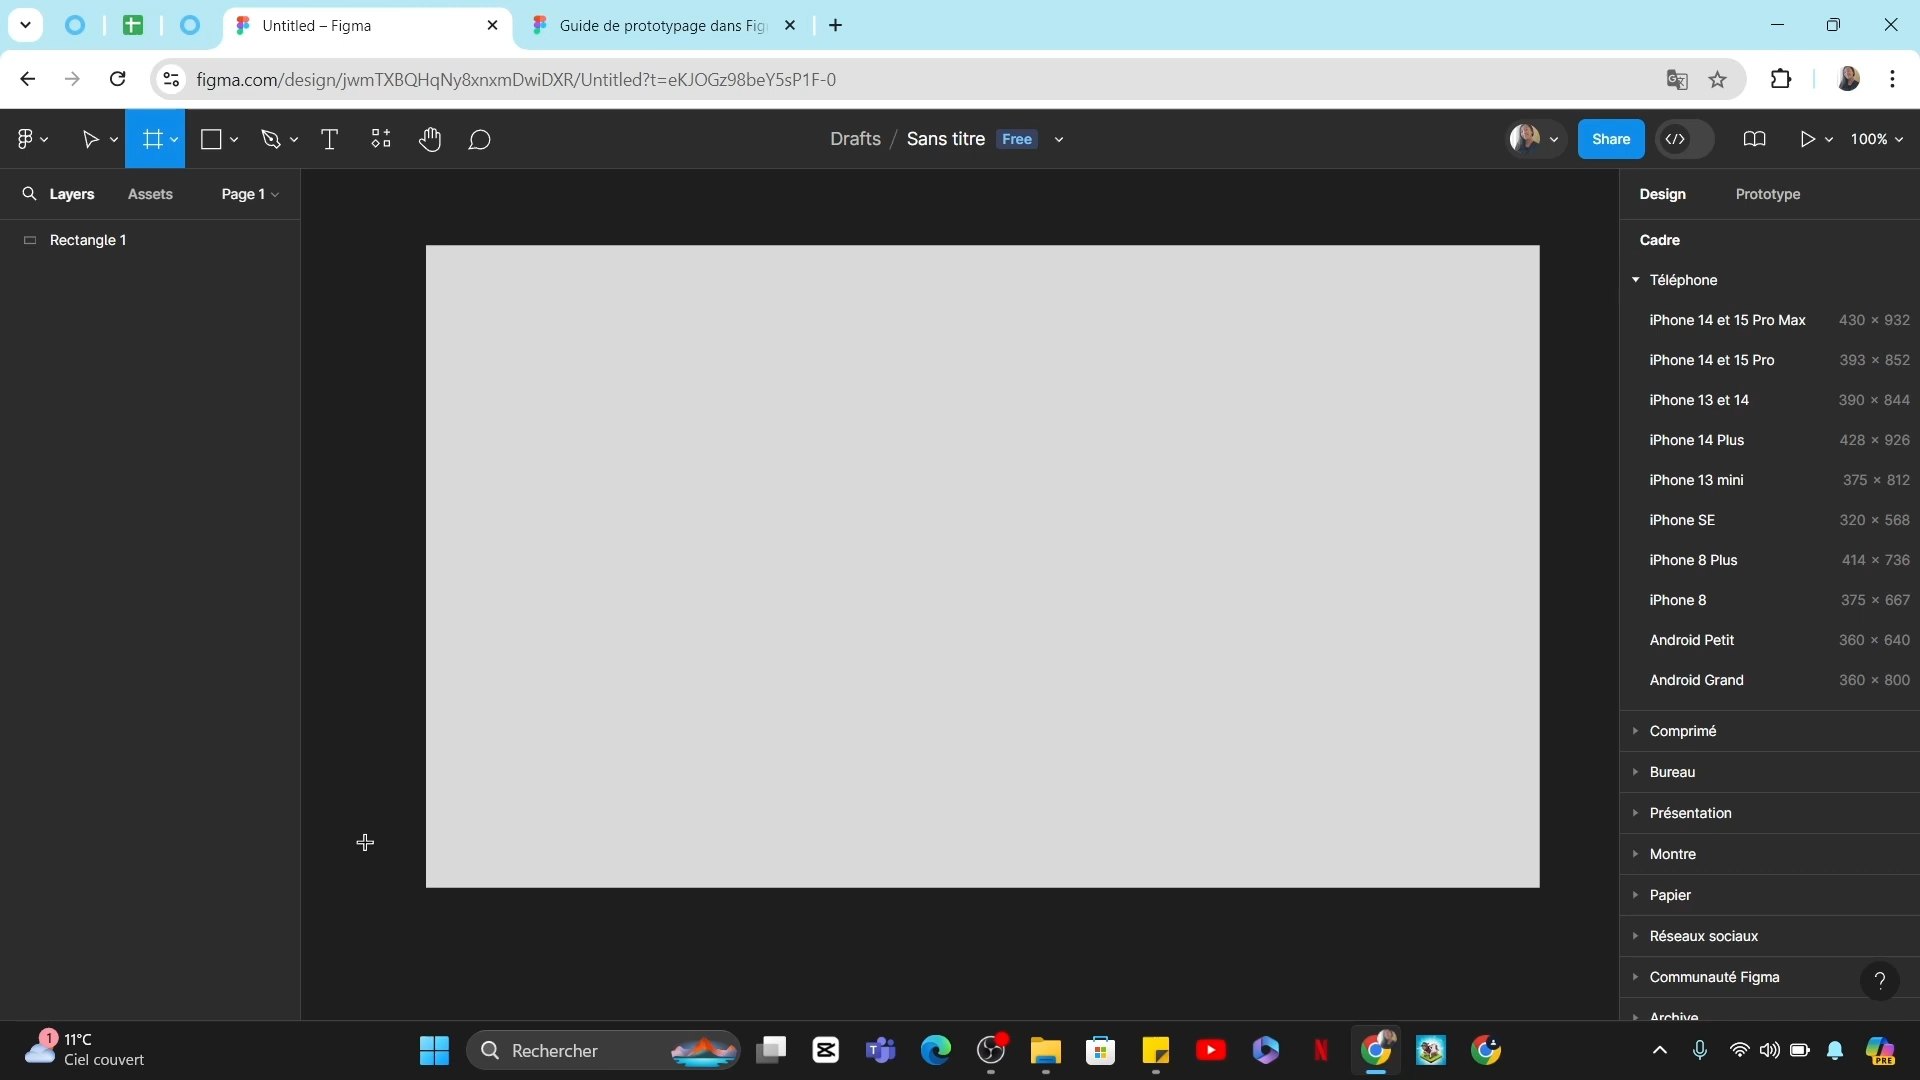 Untitled – Figma
Guide de prototypage dans Fig
figma.com/design/jwmTXBQHqNy8xnxmDwiDXR/Untitled?t=eKJOGz98beY5sP1F-0
Drafts / Sans titre Free
Share
100%
Layers
Assets
Page 1
Design
Prototype
Rectangle 1
Cadre
Téléphone
iPhone 14 et 15 Pro Max 430 × 932
iPhone 14 et 15 Pro 393 × 852
iPhone 13 et 14 390 × 844
iPhone 14 Plus 428 × 926
iPhone 13 mini 375 × 812
iPhone SE 320 × 568
iPhone 8 Plus 414 × 736
iPhone 8 375 × 667
Android Petit 360 × 640
Android Grand 360 × 800
Comprimé
Bureau
Présentation
Montre
Papier
Réseaux sociaux
Communauté Figma
?
Archive
1
11°C
Ciel couvert
Rechercher
PRE